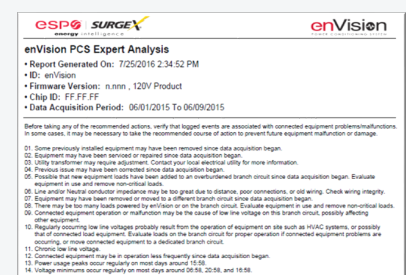 espg SURGEX
energy intelligence
enVision
POWER CONDITIONING SYSTEM
enVision PCS Expert Analysis
• Report Generated On: 7/25/2016 2:34:52 PM
• ID: enVision
• Firmware Version: n.nnn , 120V Product
• Chip ID: FF.FF.FF
• Data Acquisition Period: 06/01/2015 To 06/09/2015
Before taking any of the recommended actions, verify that logged events are associated with connected equipment problems/malfunctions.
In some cases, it may be necessary to take the recommended course of action to prevent future equipment malfunction or damage.
01. Some previously installed equipment may have been removed since data acquisition began.
02. Equipment may have been serviced or repaired since data acquisition began.
03. Utility transformer may require adjustment. Contact your local electrical utility for more information.
04. Previous issue may have been corrected since data acquisition began.
05. Possible that new equipment loads have been added to an overburdened branch circuit since data acquisition began. Evaluate
equipment in use and remove non-critical loads.
06. Line and/or Neutral conductor impedance may be too great due to distance, poor connections, or old wiring. Check wiring integrity.
07. Equipment may have been removed or moved to a different branch circuit since data acquisition began.
08. There may be too many loads powered by enVision or on the branch circuit. Evaluate equipment in use and remove non-critical loads.
09. Connected equipment operation or malfunction may be the cause of low voltage on this branch circuit, possibly affecting
other equipment.
10. Regularly occurring low line voltages probably result from the operation of equipment on site such as HVAC systems, or possibly
that of connected load equipment. Evaluate loads on the branch circuit for proper operation if connected equipment problems are
occurring, or move connected equipment to a dedicated branch circuit.
11. Chronic low line voltage.
12. Connected equipment may be in operation less frequently since data acquisition began.
13. Power usage peaks occur regularly on most days around 15:58.
14. Voltage minimums occur regularly on most days around 06:58, 20:58, and 16:58.